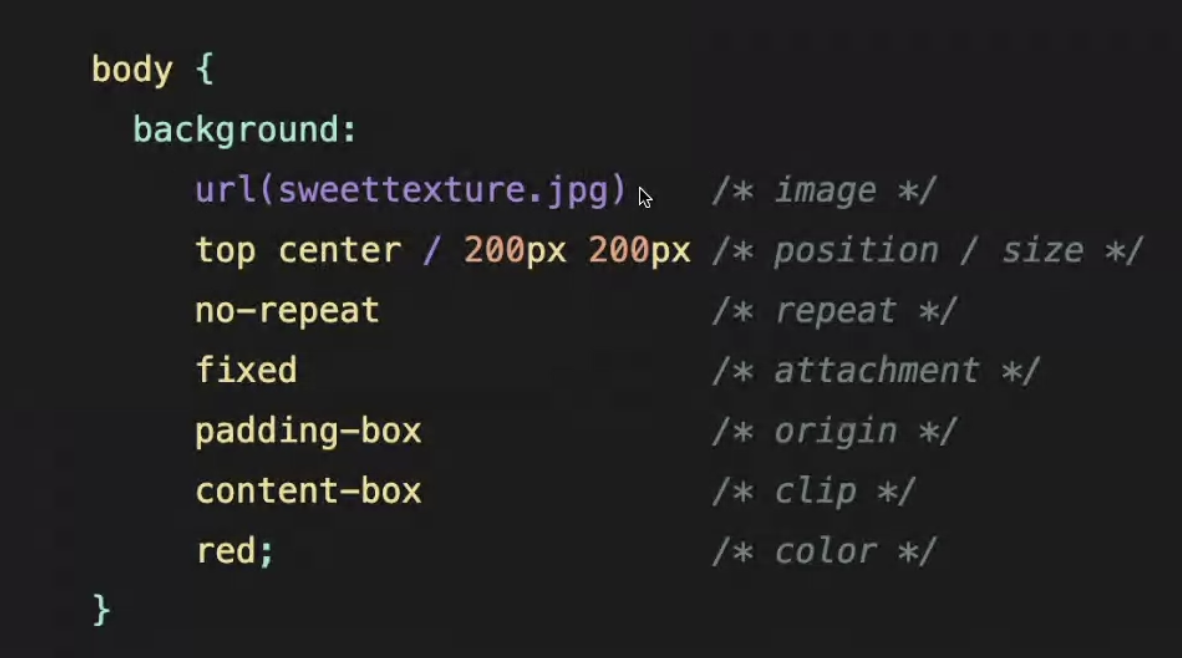 body {
background:
url(sweettexture.jpg) /* image */
top center / 200px 200px /* position / size */
no-repeat /* repeat */
fixed /* attachment */
padding-box /* origin */
content-box /* clip */
red; /* color */
}